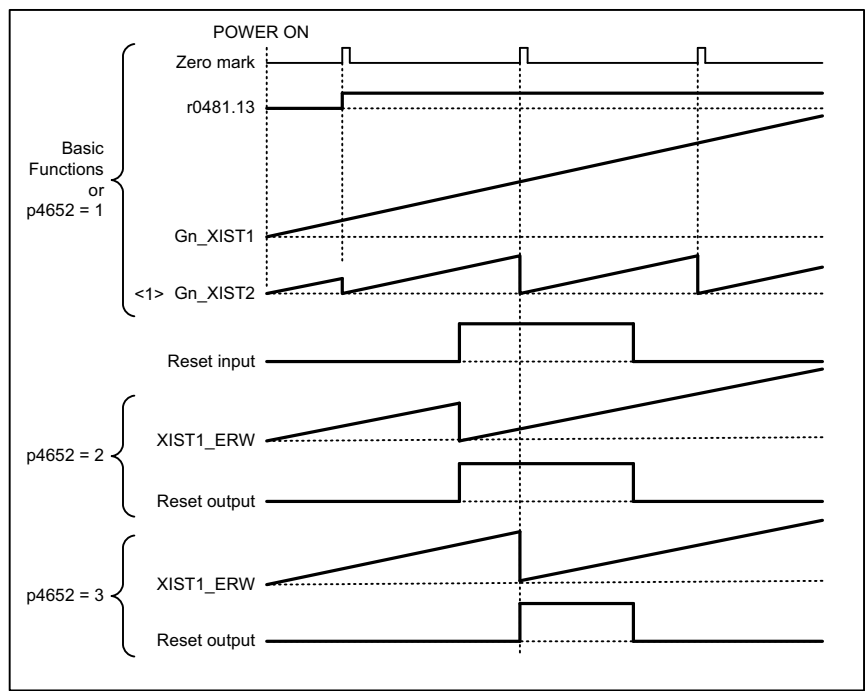 POWER ON
Zero mark
r0481.13
Basic
Functions
or
p4652 = 1
Gn_XIST1
<1> Gn_XIST2
Reset input
p4652 = 2
XIST1_ERW
Reset output
p4652 = 3
XIST1_ERW
Reset output